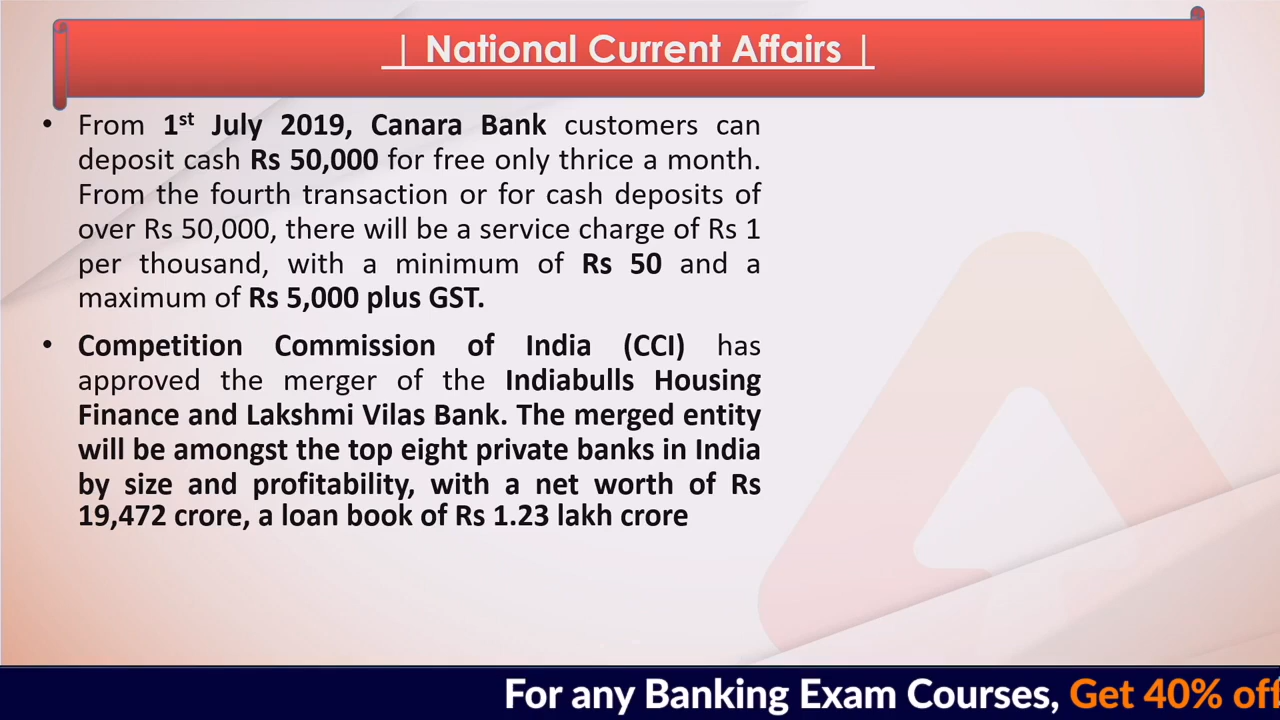 | National Current Affairs |
• From 1st July 2019, Canara Bank customers can
deposit cash Rs 50,000 for free only thrice a month.
From the fourth transaction or for cash deposits of
over Rs 50,000, there will be a service charge of Rs 1
per thousand, with a minimum of Rs 50 and a
maximum of Rs 5,000 plus GST.
• Competition Commission of India (CCI) has
approved the merger of the Indiabulls Housing
Finance and Lakshmi Vilas Bank. The merged entity
will be amongst the top eight private banks in India
by size and profitability, with a net worth of Rs
19,472 crore, a loan book of Rs 1.23 lakh crore
For any Banking Exam Courses, Get 40% off